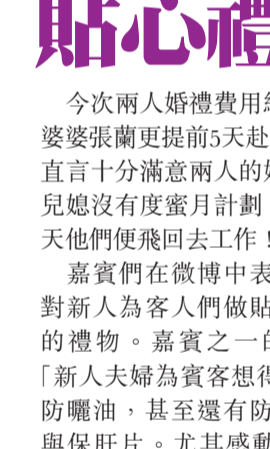 貼心禮
今次兩人婚禮費用
婆婆張蘭更提前5天赴
直言十分滿意兩人的
兒媳沒有度蜜月計劃
天他們便飛回去工作！
嘉賓們在微博中表
對新人為客人們做貼
的禮物。嘉賓之一的
「新人夫婦為賓客想得
防曬油，甚至還有防
與保肝片。尤其感動